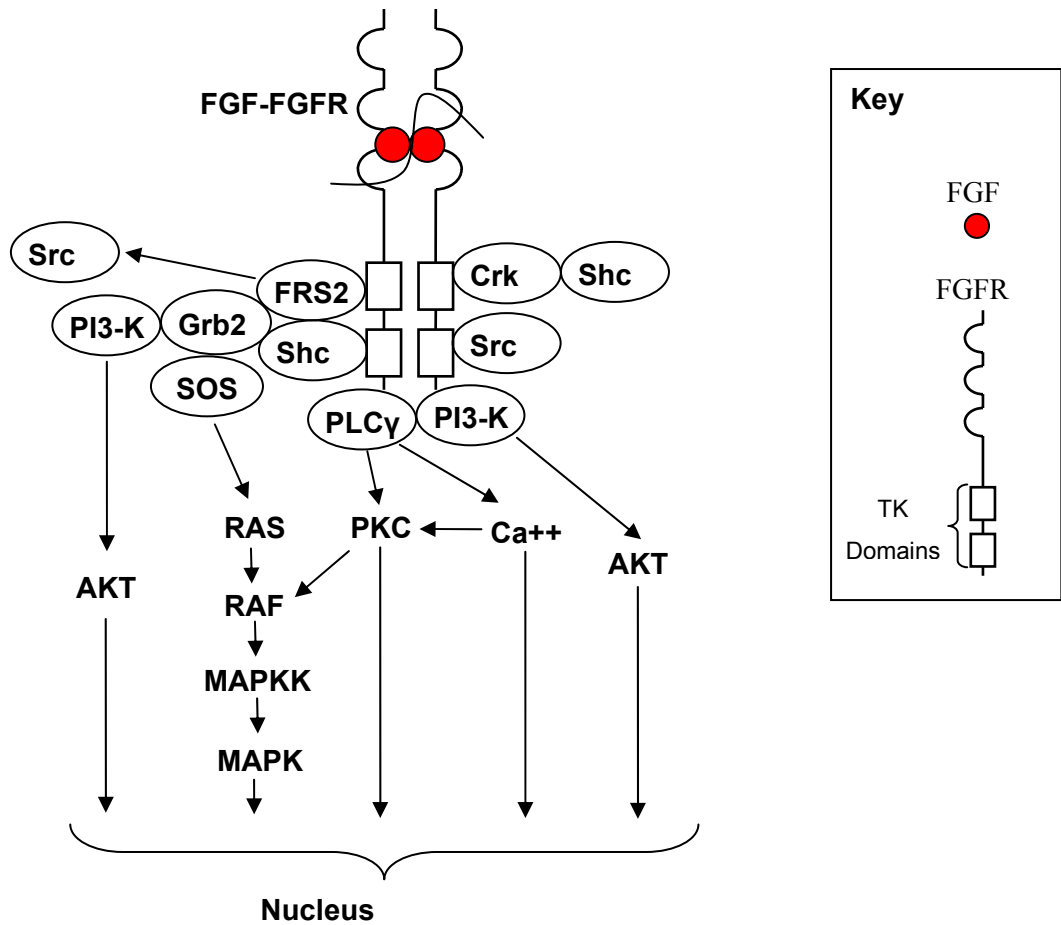 FGF-FGFR
Src
FRS2
Crk
Shc
PI3-K
Grb2
Shc
Src
SOS
PLCγ
PI3-K
RAS
PKC
Ca++
AKT
AKT
RAF
MAPKK
MAPK
Nucleus
Key
FGF
FGFR
TK
Domains